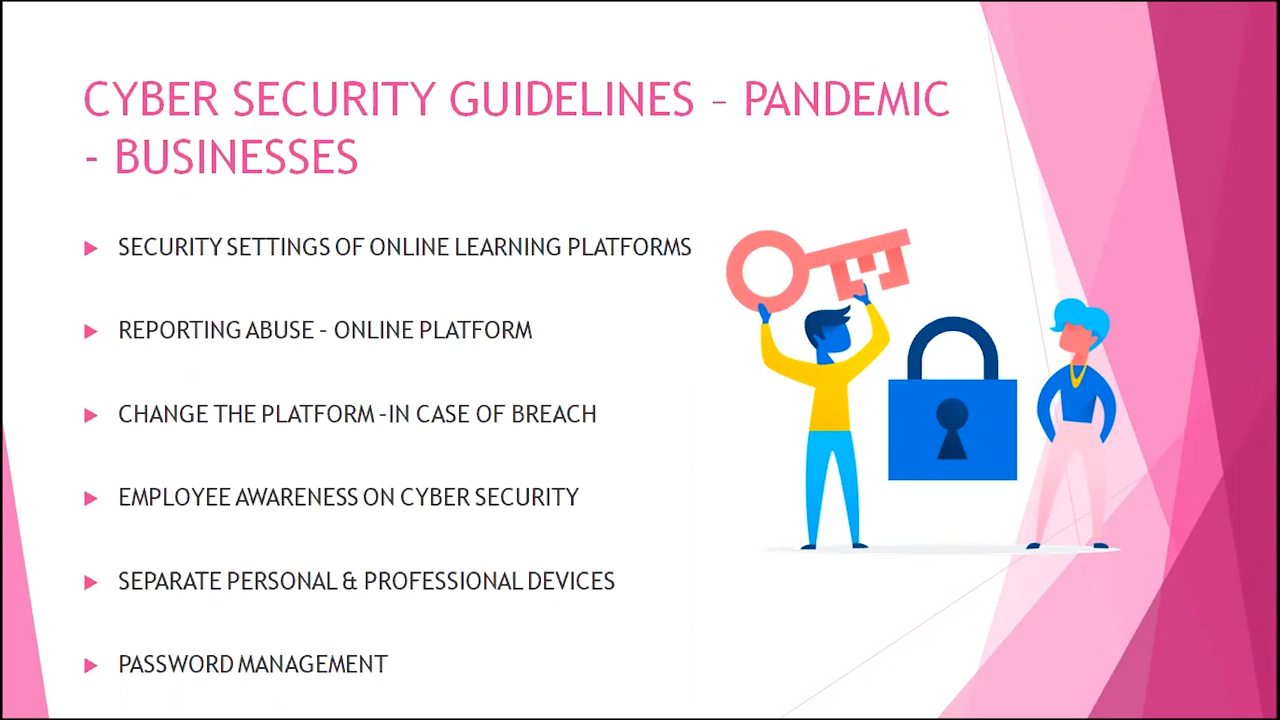 CYBER SECURITY GUIDELINES – PANDEMIC
- BUSINESSES
SECURITY SETTINGS OF ONLINE LEARNING PLATFORMS
REPORTING ABUSE – ONLINE PLATFORM
CHANGE THE PLATFORM –IN CASE OF BREACH
EMPLOYEE AWARENESS ON CYBER SECURITY
SEPARATE PERSONAL & PROFESSIONAL DEVICES
PASSWORD MANAGEMENT